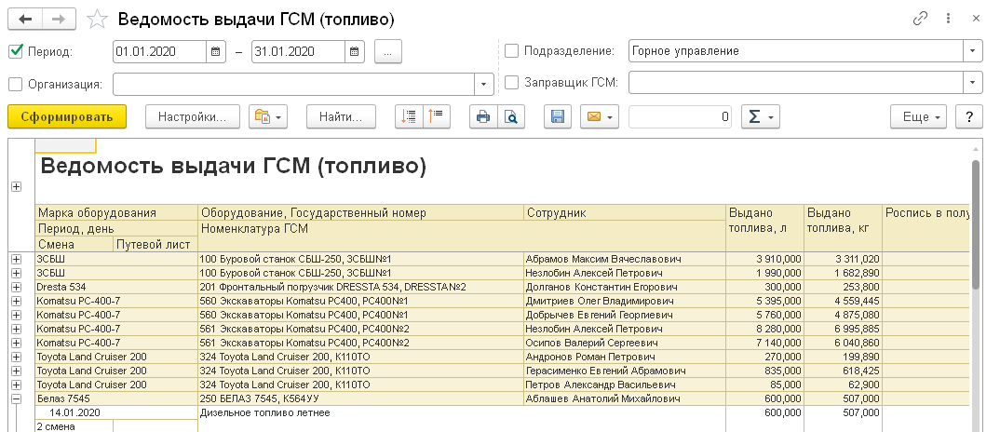 Ведомость выдачи ГСМ (топливо)
Период: 01.01.2020 – 31.01.2020 ... Подразделение: Горное управление
Организация: Заправщик ГСМ:
Сформировать Настройки... Найти... 0 Σ Еще ?
Ведомость выдачи ГСМ (топливо)
Марка оборудования Оборудование, Государственный номер Сотрудник Выдано топлива, л Выдано топлива, кг Роспись в полу
Период, день Номенклатура ГСМ
Смена Путевой лист
ЗСБШ 100 Буровой станок СБШ-250, ЗСБШ№1 Абрамов Максим Вячеславович 3 910,000 3 311,020
ЗСБШ 100 Буровой станок СБШ-250, ЗСБШ№1 Незлобин Алексей Петрович 1 990,000 1 682,890
Dresta 534 201 Фронтальный погрузчик DRESSTA 534, DRESSTA№2 Долганов Константин Егорович 300,000 253,800
Komatsu PC-400-7 560 Экскаваторы Komatsu PC400, PC400№1 Дмитриев Олег Владимирович 5 395,000 4 559,445
Komatsu PC-400-7 560 Экскаваторы Komatsu PC400, PC400№1 Добрычев Евгений Георгиевич 5 760,000 4 875,080
Komatsu PC-400-7 561 Экскаваторы Komatsu PC400, PC400№2 Незлобин Алексей Петрович 8 280,000 6 995,885
Komatsu PC-400-7 561 Экскаваторы Komatsu PC400, PC400№2 Осипов Валерий Сергеевич 7 140,000 6 040,860
Toyota Land Cruiser 200 324 Toyota Land Cruiser 200, К110ТО Андронов Роман Петрович 270,000 199,890
Toyota Land Cruiser 200 324 Toyota Land Cruiser 200, К110ТО Герасименко Евгений Абрамович 835,000 618,425
Toyota Land Cruiser 200 324 Toyota Land Cruiser 200, К110ТО Петров Александр Васильевич 85,000 62,900
Белаз 7545 250 БЕЛАЗ 7545, К564УУ Аблашев Анатолий Михайлович 600,000 507,000
14.01.2020 Дизельное топливо летнее 600,000 507,000
2 смена